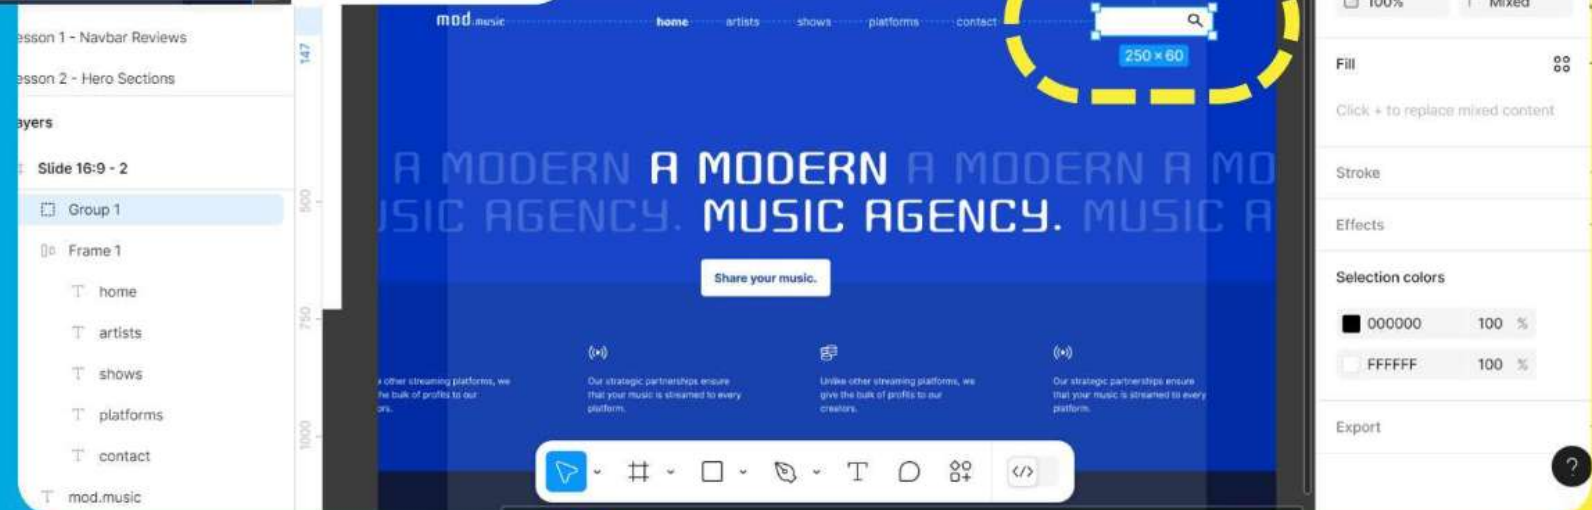 esson 1 - Navbar Reviews
esson 2 - Hero Sections
ayers
Slide 16:9 - 2
Group 1
Frame 1
home
artists
shows
platforms
contact
mod.music
147
500
750
1000
mod.music
home
artists
shows
platforms
contact
250 × 60
A MODERN A MODERN A MODERN A MO
USIC AGENCY. MUSIC AGENCY. MUSIC A
Share your music.
other streaming platforms, we
he bulk of profits to our
ors.
Our strategic partnerships ensure
that your music is streamed to every
platform.
Unlike other streaming platforms, we
give the bulk of profits to our
creators.
Our strategic partnerships ensure
that your music is streamed to every
platform.
100%
Mixed
Fill
Click + to replace mixed content
Stroke
Effects
Selection colors
000000 100 %
FFFFFF 100 %
Export
?